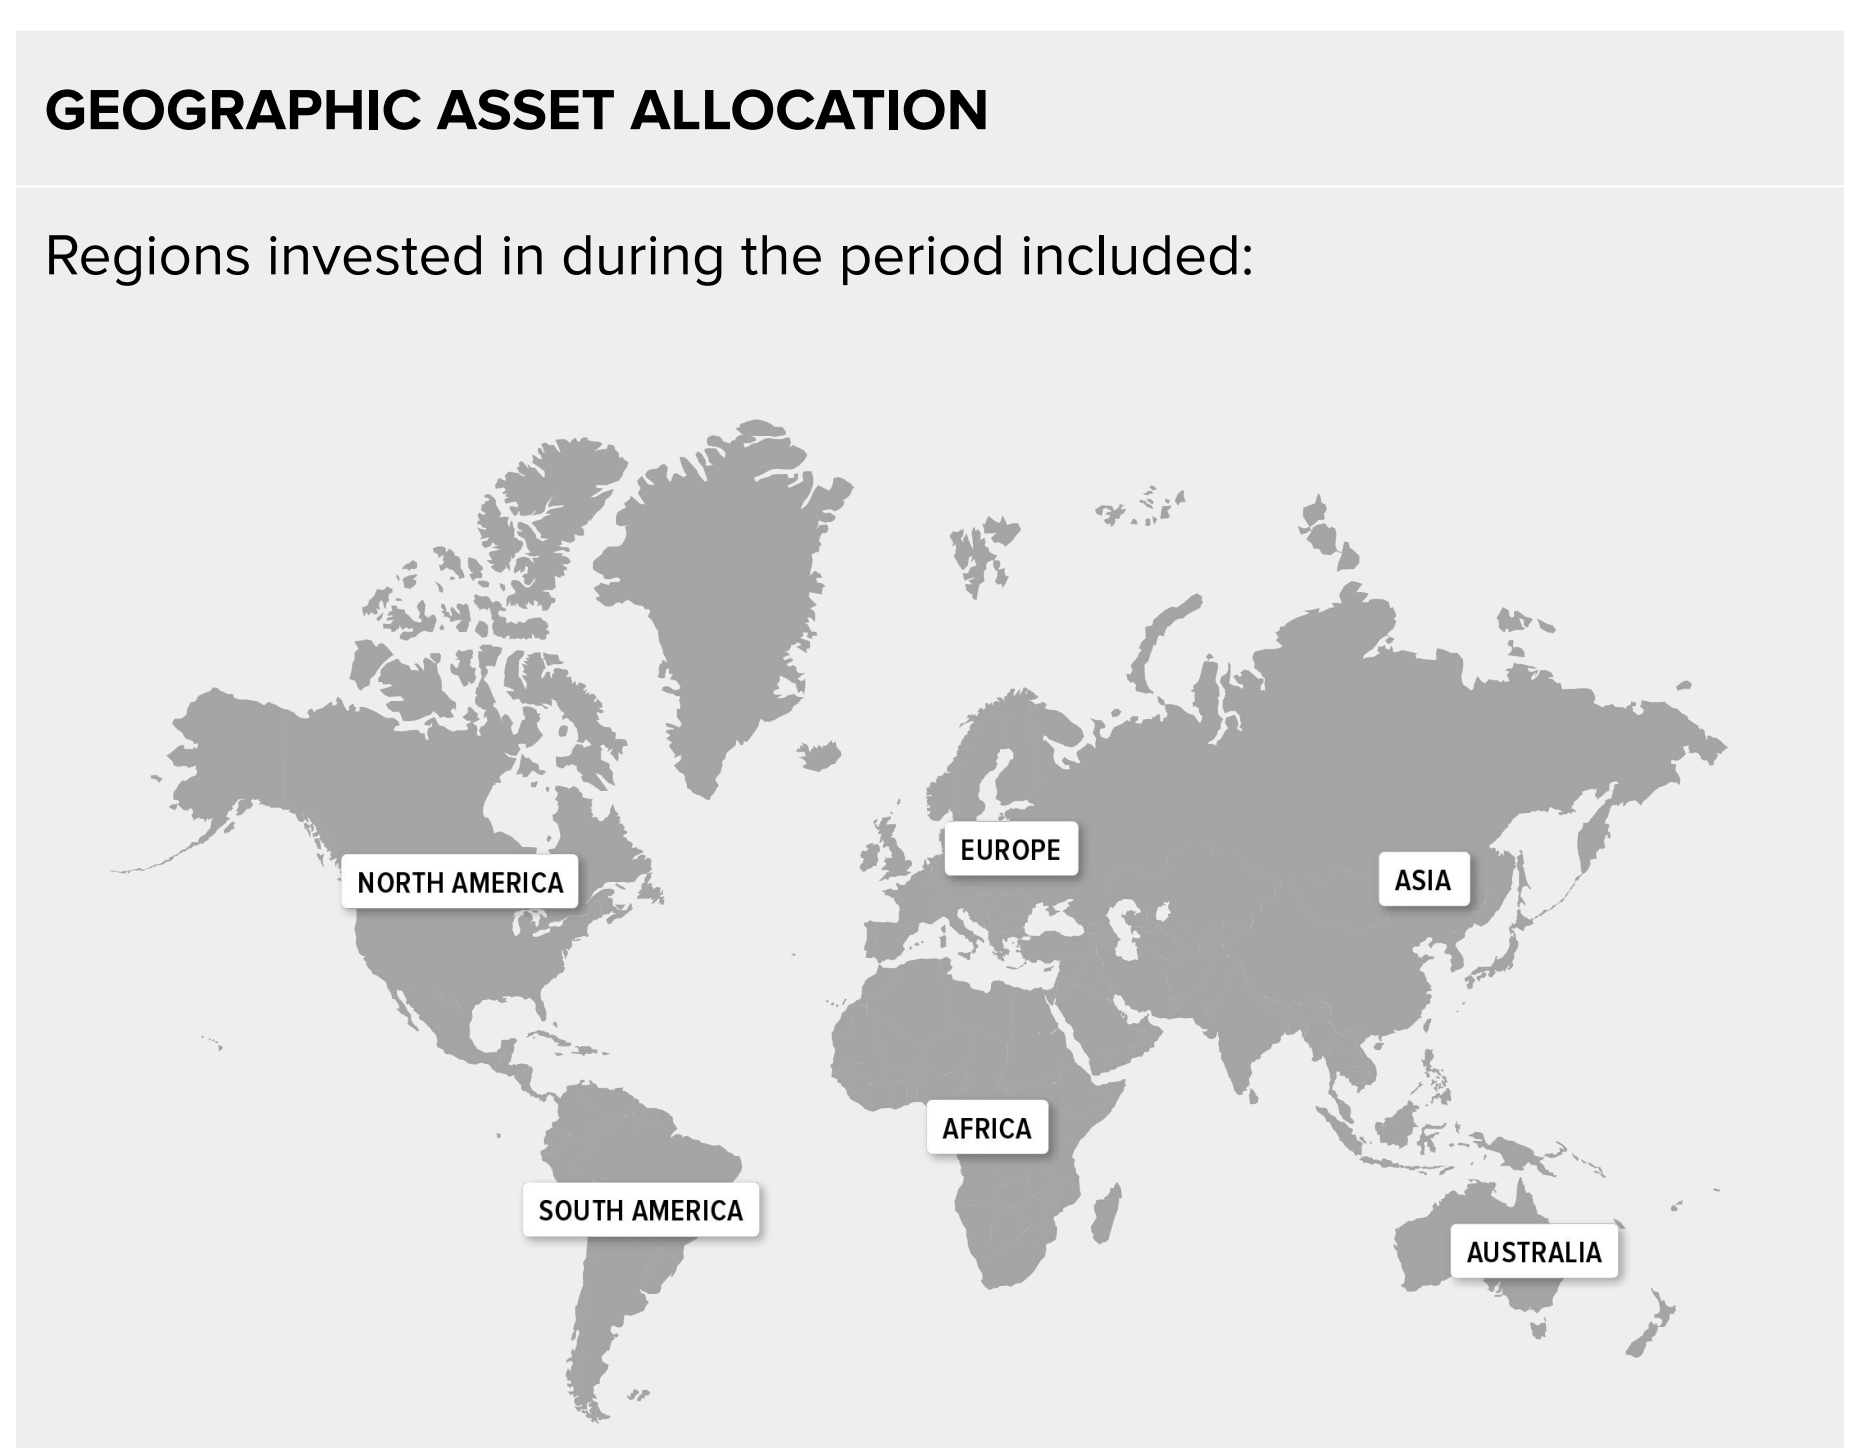 GEOGRAPHIC ASSET ALLOCATION
Regions invested in during the period included:
EUROPE
NORTH AMERICA
ASIA
AFRICA
SOUTH AMERICA
AUSTRALIA